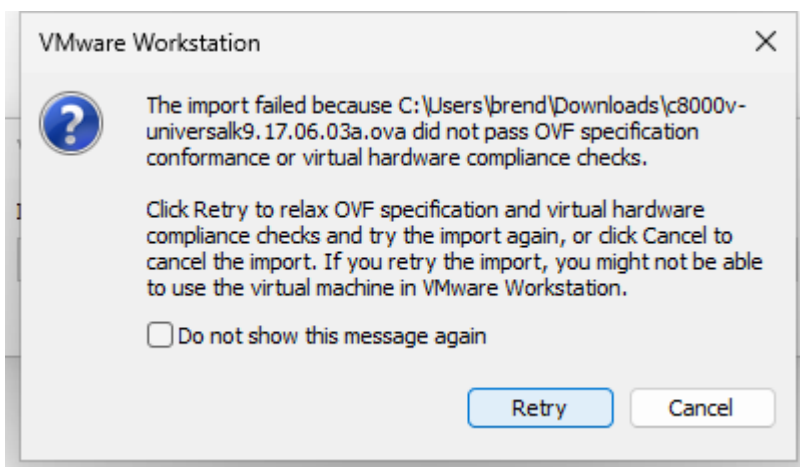 VMware Workstation
The import failed because C:\Users\brend\Downloads\c8000v-
universalk9.17.06.03a.ova did not pass OVF specification
conformance or virtual hardware compliance checks.
Click Retry to relax OVF specification and virtual hardware
compliance checks and try the import again, or click Cancel to
cancel the import. If you retry the import, you might not be able
to use the virtual machine in VMware Workstation.
Do not show this message again
Retry
Cancel